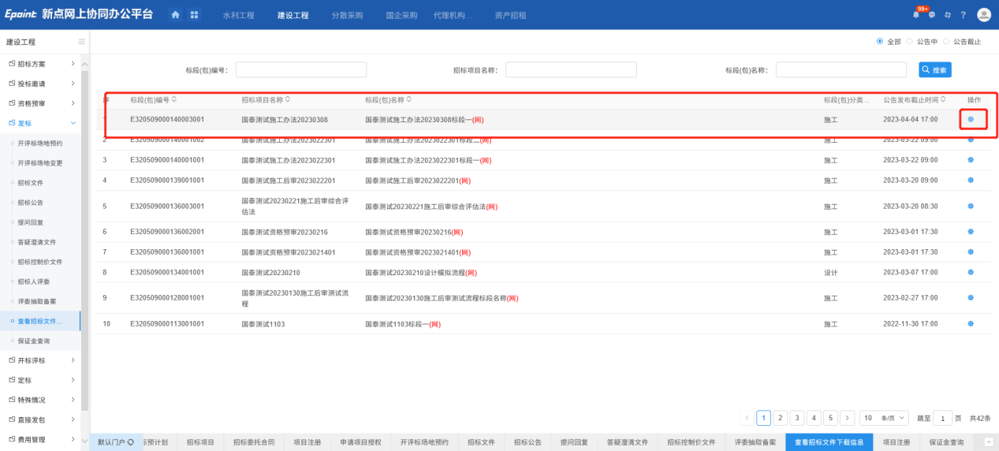 Epoint 新点网上协同办公平台 水利工程 建设工程 分散采购 国企采购 代理机构... 资产招租 99+ ?
建设工程
全部 公告中 公告截止
招标方案
投标邀请
资格预审
发标
开评标场地预约
开评标场地变更
招标文件
招标公告
提问回复
答疑澄清文件
招标控制价文件
招标人评委
评委抽取备案
查看招标文件...
保证金查询
开标评标
定标
特殊情况
直接发包
费用管理
标段(包)编号: 招标项目名称: 标段(包)名称: 搜索
序 标段(包)编号 招标项目名称 标段(包)名称 标段(包)分类... 公告发布截止时间 操作
1 E320509000140003001 国泰测试施工办法20230308 国泰测试施工办法20230308标段一(网) 施工 2023-04-04 17:00
2 E320509000140001002 国泰测试施工办法2023022301 国泰测试施工办法2023022301标段二(网) 施工 2023-03-22 09:00
3 E320509000140001001 国泰测试施工办法2023022301 国泰测试施工办法2023022301标段一(网) 施工 2023-03-22 09:00
4 E320509000139001001 国泰测试施工后审2023022201 国泰测试施工后审2023022201(网) 施工 2023-03-20 09:00
5 E320509000136003001 国泰测试20230221施工后审综合评
估法 国泰测试20230221施工后审综合评估法(网) 施工 2023-03-20 08:30
6 E320509000136002001 国泰测试资格预审20230216 国泰测试资格预审20230216(网) 施工 2023-03-01 17:30
7 E320509000136001001 国泰测试资格预审2023021401 国泰测试资格预审2023021401(网) 施工 2023-03-01 17:30
8 E320509000134001001 国泰测试20230210 国泰测试20230210设计模拟流程(网) 设计 2023-03-07 17:00
9 E320509000128001001 国泰测试20230130施工后审测试流
程 国泰测试20230130施工后审测试流程标段名称(网) 施工 2023-02-27 17:00
10 E320509000113001001 国泰测试1103 国泰测试1103标段一(网) 施工 2022-11-30 17:00
1 2 3 4 5 10 条/页 跳至 1 页 共42条
默认门户 标预计划 招标项目 招标委托合同 项目注册 申请项目授权 开评标场地预约 招标文件 招标公告 提问回复 答疑澄清文件 招标控制价文件 评委抽取备案 查看招标文件下载信息 项目注册 保证金查询